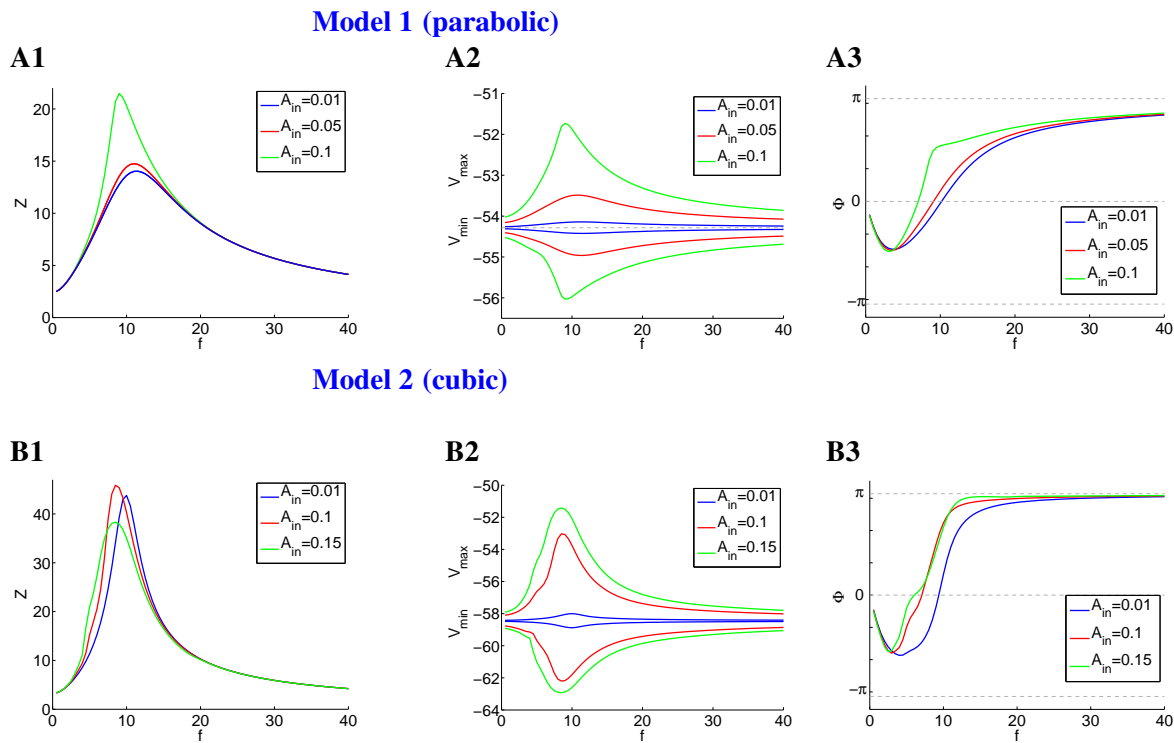 Model 1 (parabolic)
A1
A2
A3
A_in=0.01
A_in=0.05
A_in=0.1
Z
20
15
10
5
0
0
10
20
30
40
f
A_in=0.01
A_in=0.05
A_in=0.1
V_min V_max
−51
−52
−53
−54
−55
−56
0
10
20
30
40
f
A_in=0.01
A_in=0.05
A_in=0.1
Φ
π
0
−π
0
10
20
30
40
f
Model 2 (cubic)
B1
B2
B3
A_in=0.01
A_in=0.1
A_in=0.15
Z
40
30
20
10
0
0
10
20
30
40
f
A_in=0.01
A_in=0.1
A_in=0.15
V_min V_max
−50
−52
−54
−56
−58
−60
−62
−64
0
10
20
30
40
f
A_in=0.01
A_in=0.1
A_in=0.15
Φ
π
0
−π
0
10
20
30
40
f